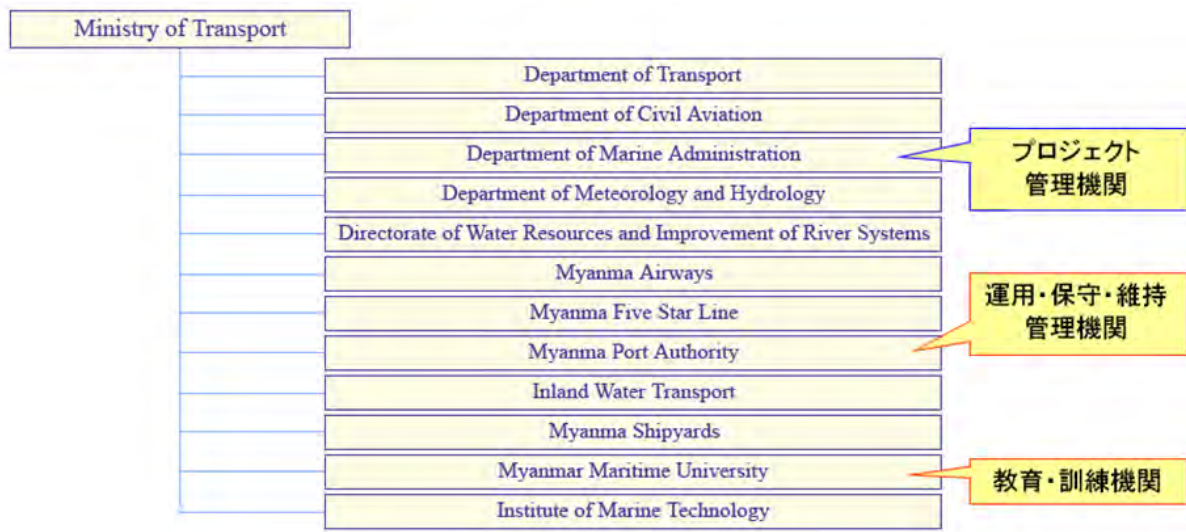 Ministry of Transport
Department of Transport
Department of Civil Aviation
Department of Marine Administration
プロジェクト
管理機関
Department of Meteorology and Hydrology
Directorate of Water Resources and Improvement of River Systems
Myanma Airways
Myanma Five Star Line
運用・保守・維持
管理機関
Myanma Port Authority
Inland Water Transport
Myanma Shipyards
Myanmar Maritime University
教育・訓練機関
Institute of Marine Technology